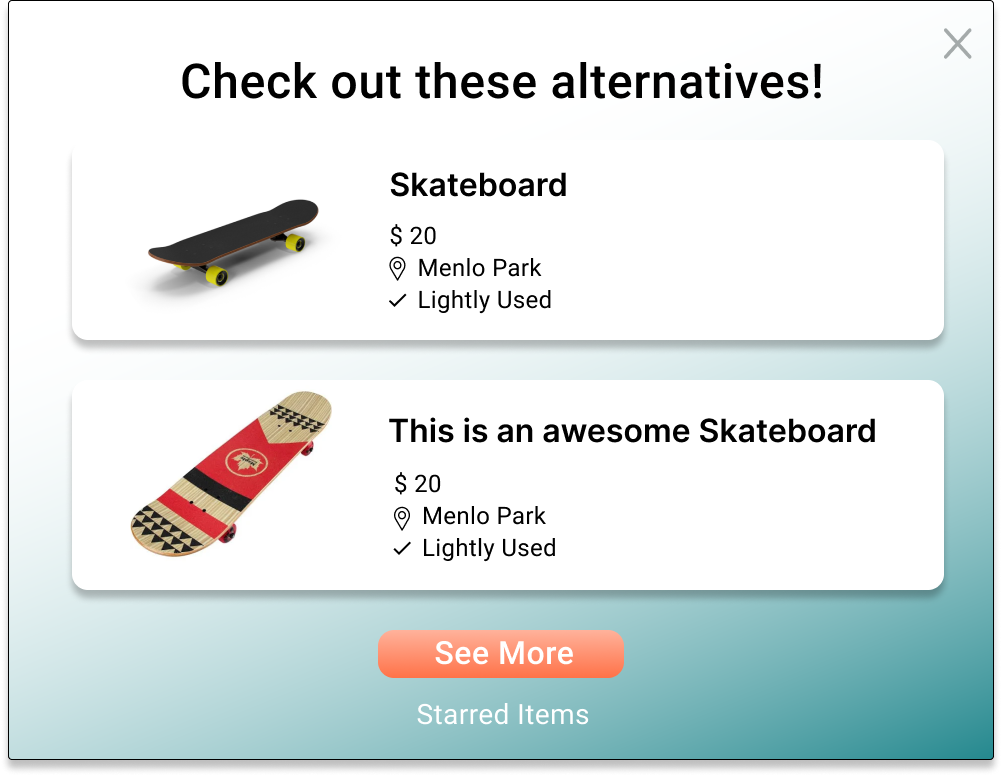 Check out these alternatives!
Skateboard
$ 20
Menlo Park
Lightly Used
This is an awesome Skateboard
$ 20
Menlo Park
Lightly Used
See More
Starred Items